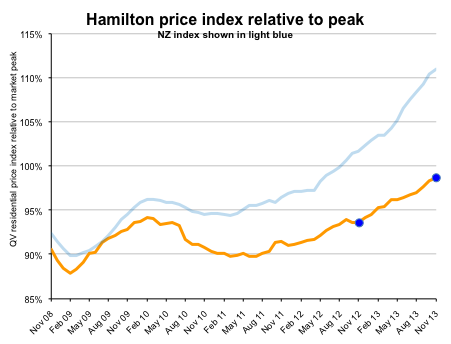 Hamilton price index relative to peak
NZ index shown in light blue
QV residential price index relative to market peak
115%
110%
105%
100%
95%
90%
85%
Nov 08
Feb 09
May 09
Aug 09
Nov 09
Feb 10
May 10
Aug 10
Nov 10
Feb 11
May 11
Aug 11
Nov 11
Feb 12
May 12
Aug 12
Nov 12
Feb 13
May 13
Aug 13
Nov 13